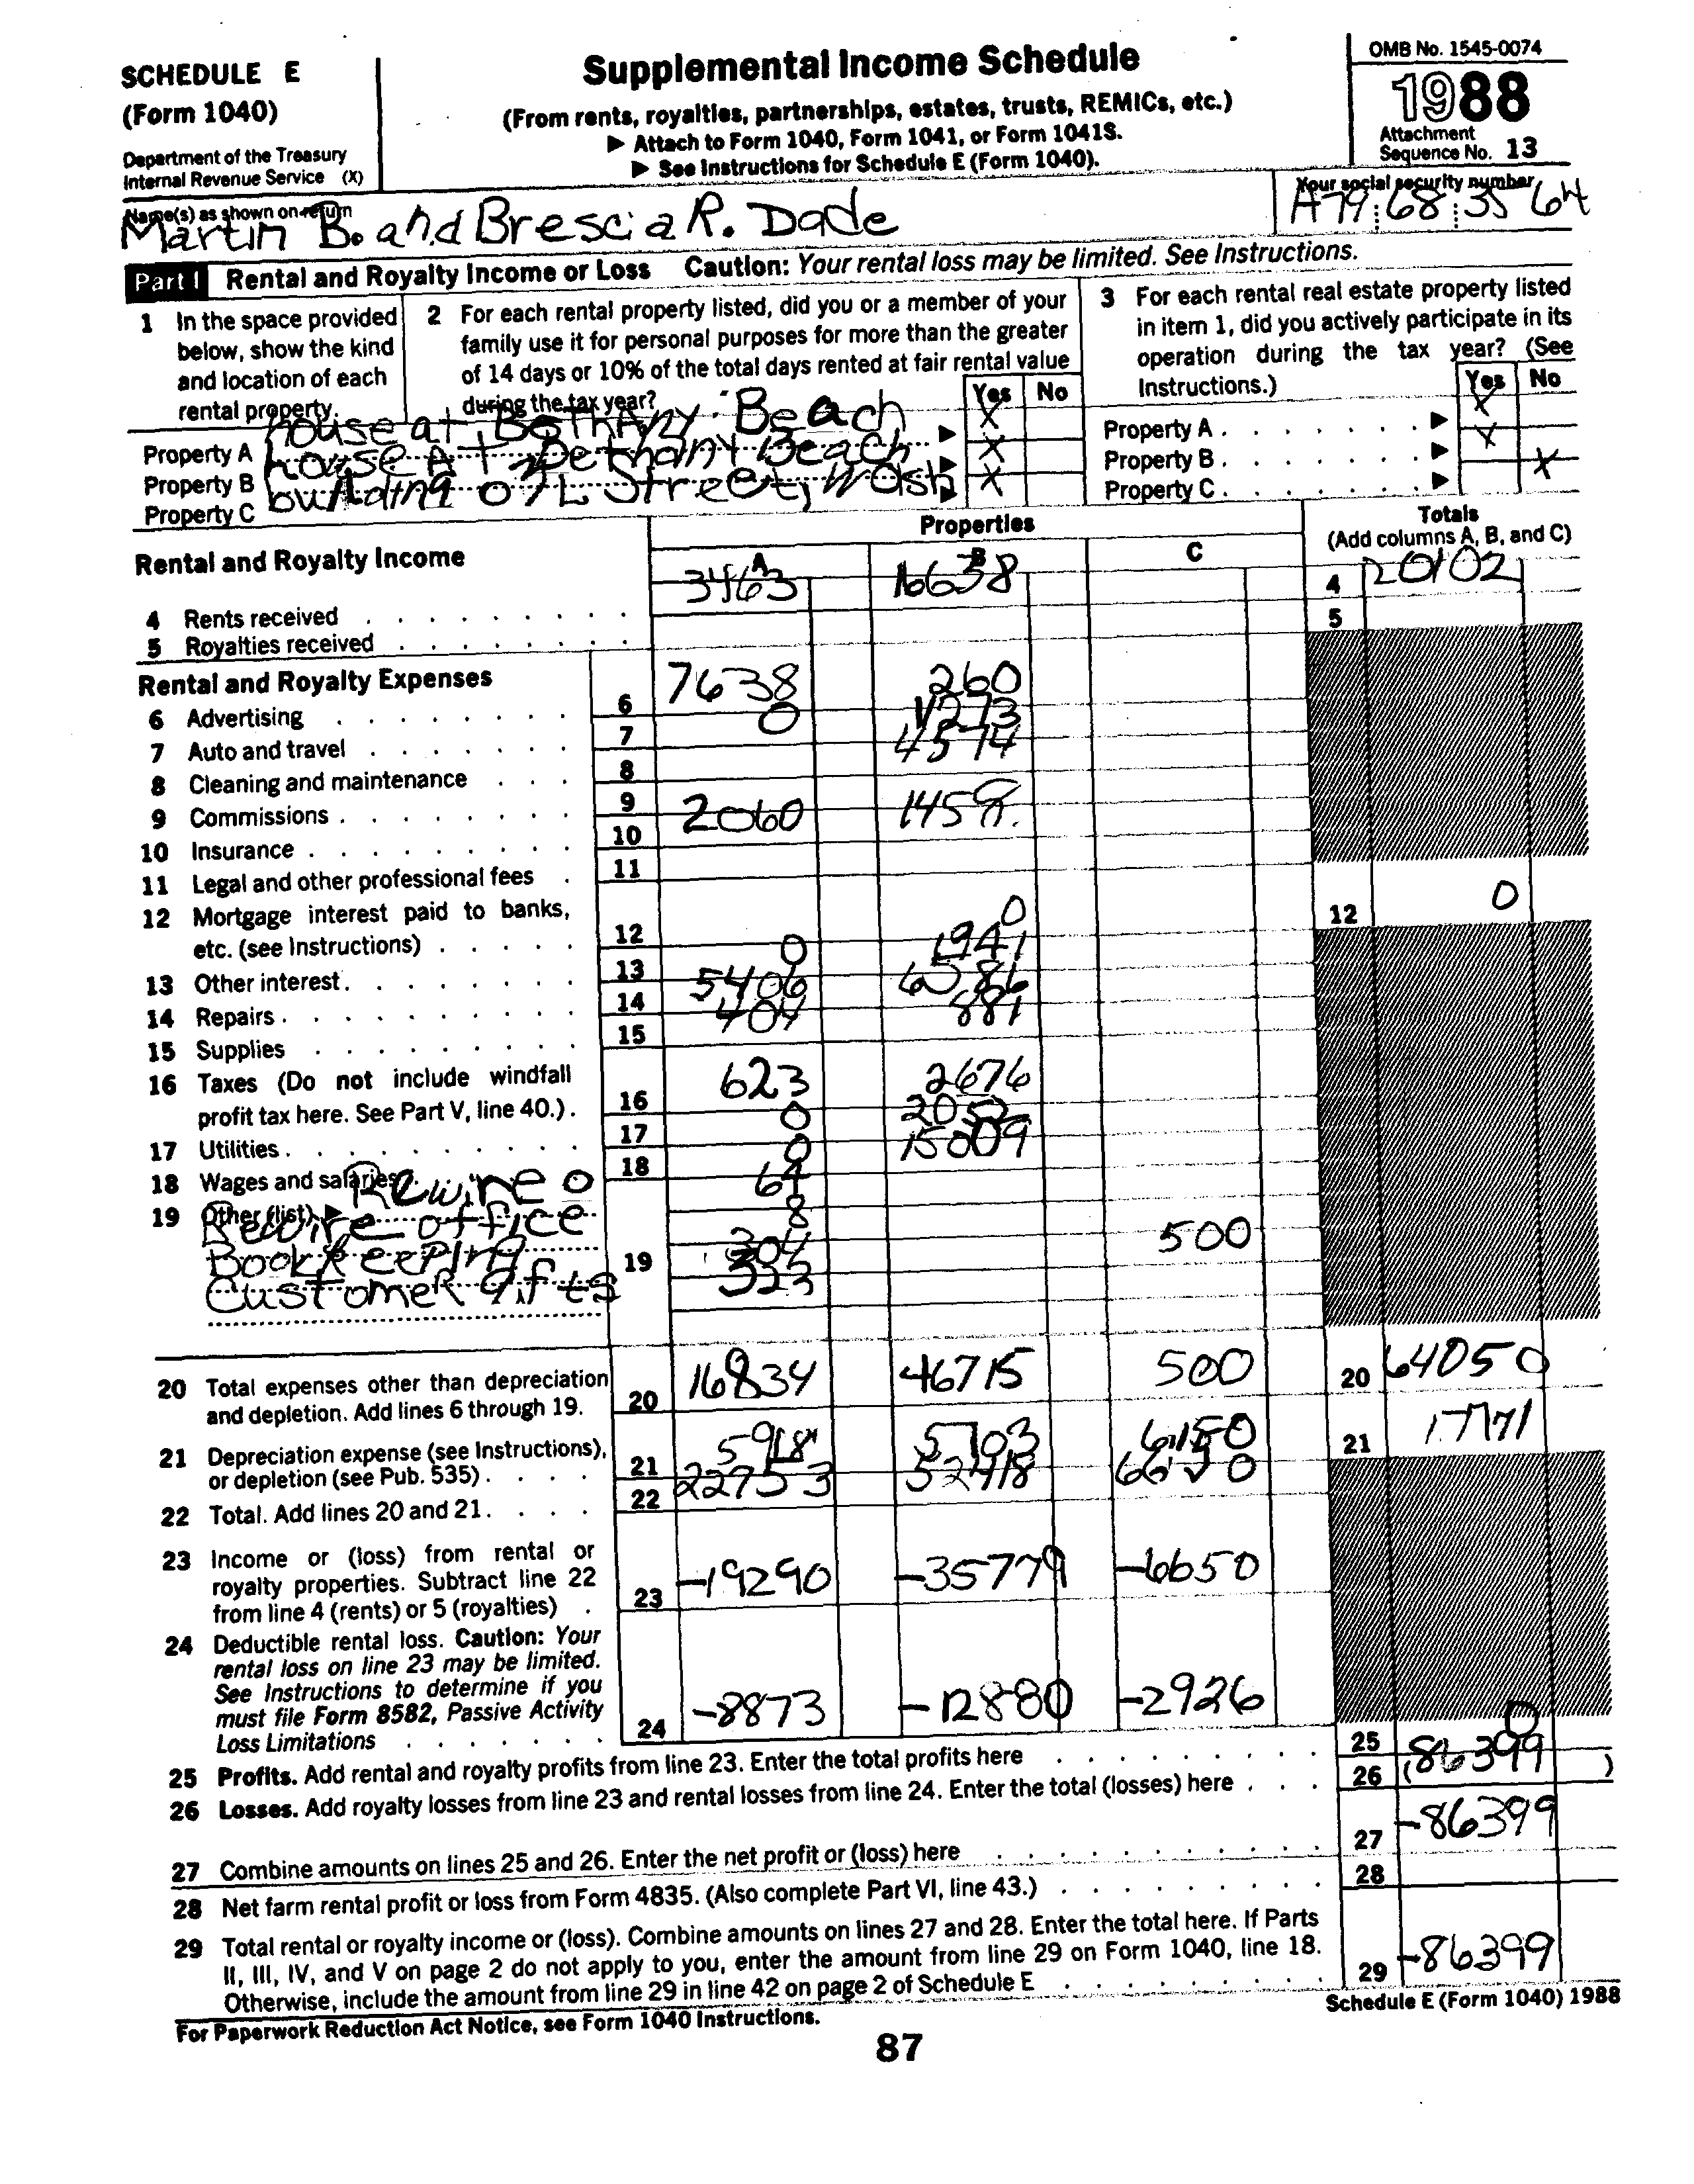 SCHEDULE E
(Form 1040)
Department of the Treasury
Internal Revenue Service (X)
Supplemental Income Schedule
(From rents, royalties, partnerships, estates, trusts, REMICs, etc.)
▶ Attach to Form 1040, Form 1041, or Form 1041S.
▶ See Instructions for Schedule E (Form 1040).
OMB No. 1545-0074
1988
Attachment
Sequence No. 13
Name(s) as shown on return
Martin B. and Brescia R. Dade
Your social security number
A79 68 35 64
Part I Rental and Royalty Income or Loss Caution: Your rental loss may be limited. See Instructions.
1 In the space provided
below, show the kind
and location of each
rental property.
2 For each rental property listed, did you or a member of your
family use it for personal purposes for more than the greater
of 14 days or 10% of the total days rented at fair rental value
during the tax year?
Yes No
3 For each rental real estate property listed
in item 1, did you actively participate in its
operation during the tax year? (See
Instructions.)
Yes No
Property A house at BethAny Beach ▶ X
Property B house At Bethany Beach ▶ X
Property C building 07L Street, Wash ▶ X
Property A . . . . . . . ▶ X
Property B . . . . . . . ▶ X
Property C . . . . . . . ▶ X
Rental and Royalty Income
Properties
A B C
Totals
(Add columns A, B, and C)
4 Rents received 3463 16638 4 20102
5 Royalties received 5
Rental and Royalty Expenses
6 Advertising 6 7638 260
7 Auto and travel 7 0 273
8 Cleaning and maintenance 8 4574
9 Commissions 9 2060 1459
10 Insurance 10
11 Legal and other professional fees 11
12 Mortgage interest paid to banks,
etc. (see Instructions) 12 0 12 0
13 Other interest 13 0 1941
14 Repairs 14 5406 6586
15 Supplies 15 404 881
16 Taxes (Do not include windfall
profit tax here. See Part V, line 40.) 16 623 2676
17 Utilities 17 0 2052
18 Wages and salaries 18 0 15009
19 Other (list) ▶ Rewire o 64
Rewire office 8
BookKeeping 19 304 500
Customer gifts 323
20 Total expenses other than depreciation
and depletion. Add lines 6 through 19. 20 16834 46715 500 20 64050
21 Depreciation expense (see Instructions),
or depletion (see Pub. 535) 21 5918 5703 6150 21 17771
22 Total. Add lines 20 and 21. 22 22753 52418 6650
23 Income or (loss) from rental or
royalty properties. Subtract line 22
from line 4 (rents) or 5 (royalties) 23 -19290 -35779 -6650
24 Deductible rental loss. Caution: Your
rental loss on line 23 may be limited.
See Instructions to determine if you
must file Form 8582, Passive Activity
Loss Limitations 24 -8873 -12880 -2926
25 Profits. Add rental and royalty profits from line 23. Enter the total profits here 25 0
26 Losses. Add royalty losses from line 23 and rental losses from line 24. Enter the total (losses) here 26 (86399)
27 Combine amounts on lines 25 and 26. Enter the net profit or (loss) here 27 -86399
28 Net farm rental profit or loss from Form 4835. (Also complete Part VI, line 43.) 28
29 Total rental or royalty income or (loss). Combine amounts on lines 27 and 28. Enter the total here. If Parts
II, III, IV, and V on page 2 do not apply to you, enter the amount from line 29 on Form 1040, line 18.
Otherwise, include the amount from line 29 in line 42 on page 2 of Schedule E 29 -86399
For Paperwork Reduction Act Notice, see Form 1040 Instructions.
Schedule E (Form 1040) 1988
87